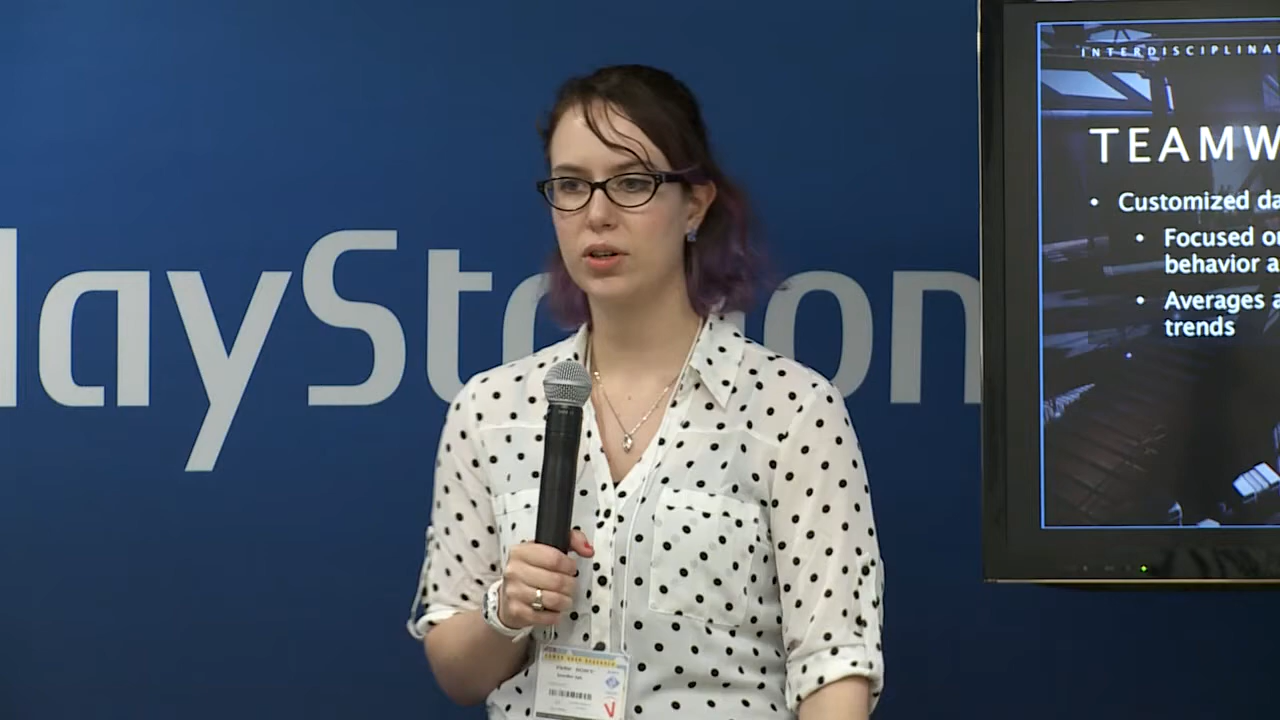 layStation
INTERDISCIPLINA
TEAMW
• Customized da
• Focused o
behavior a
• Averages a
trends